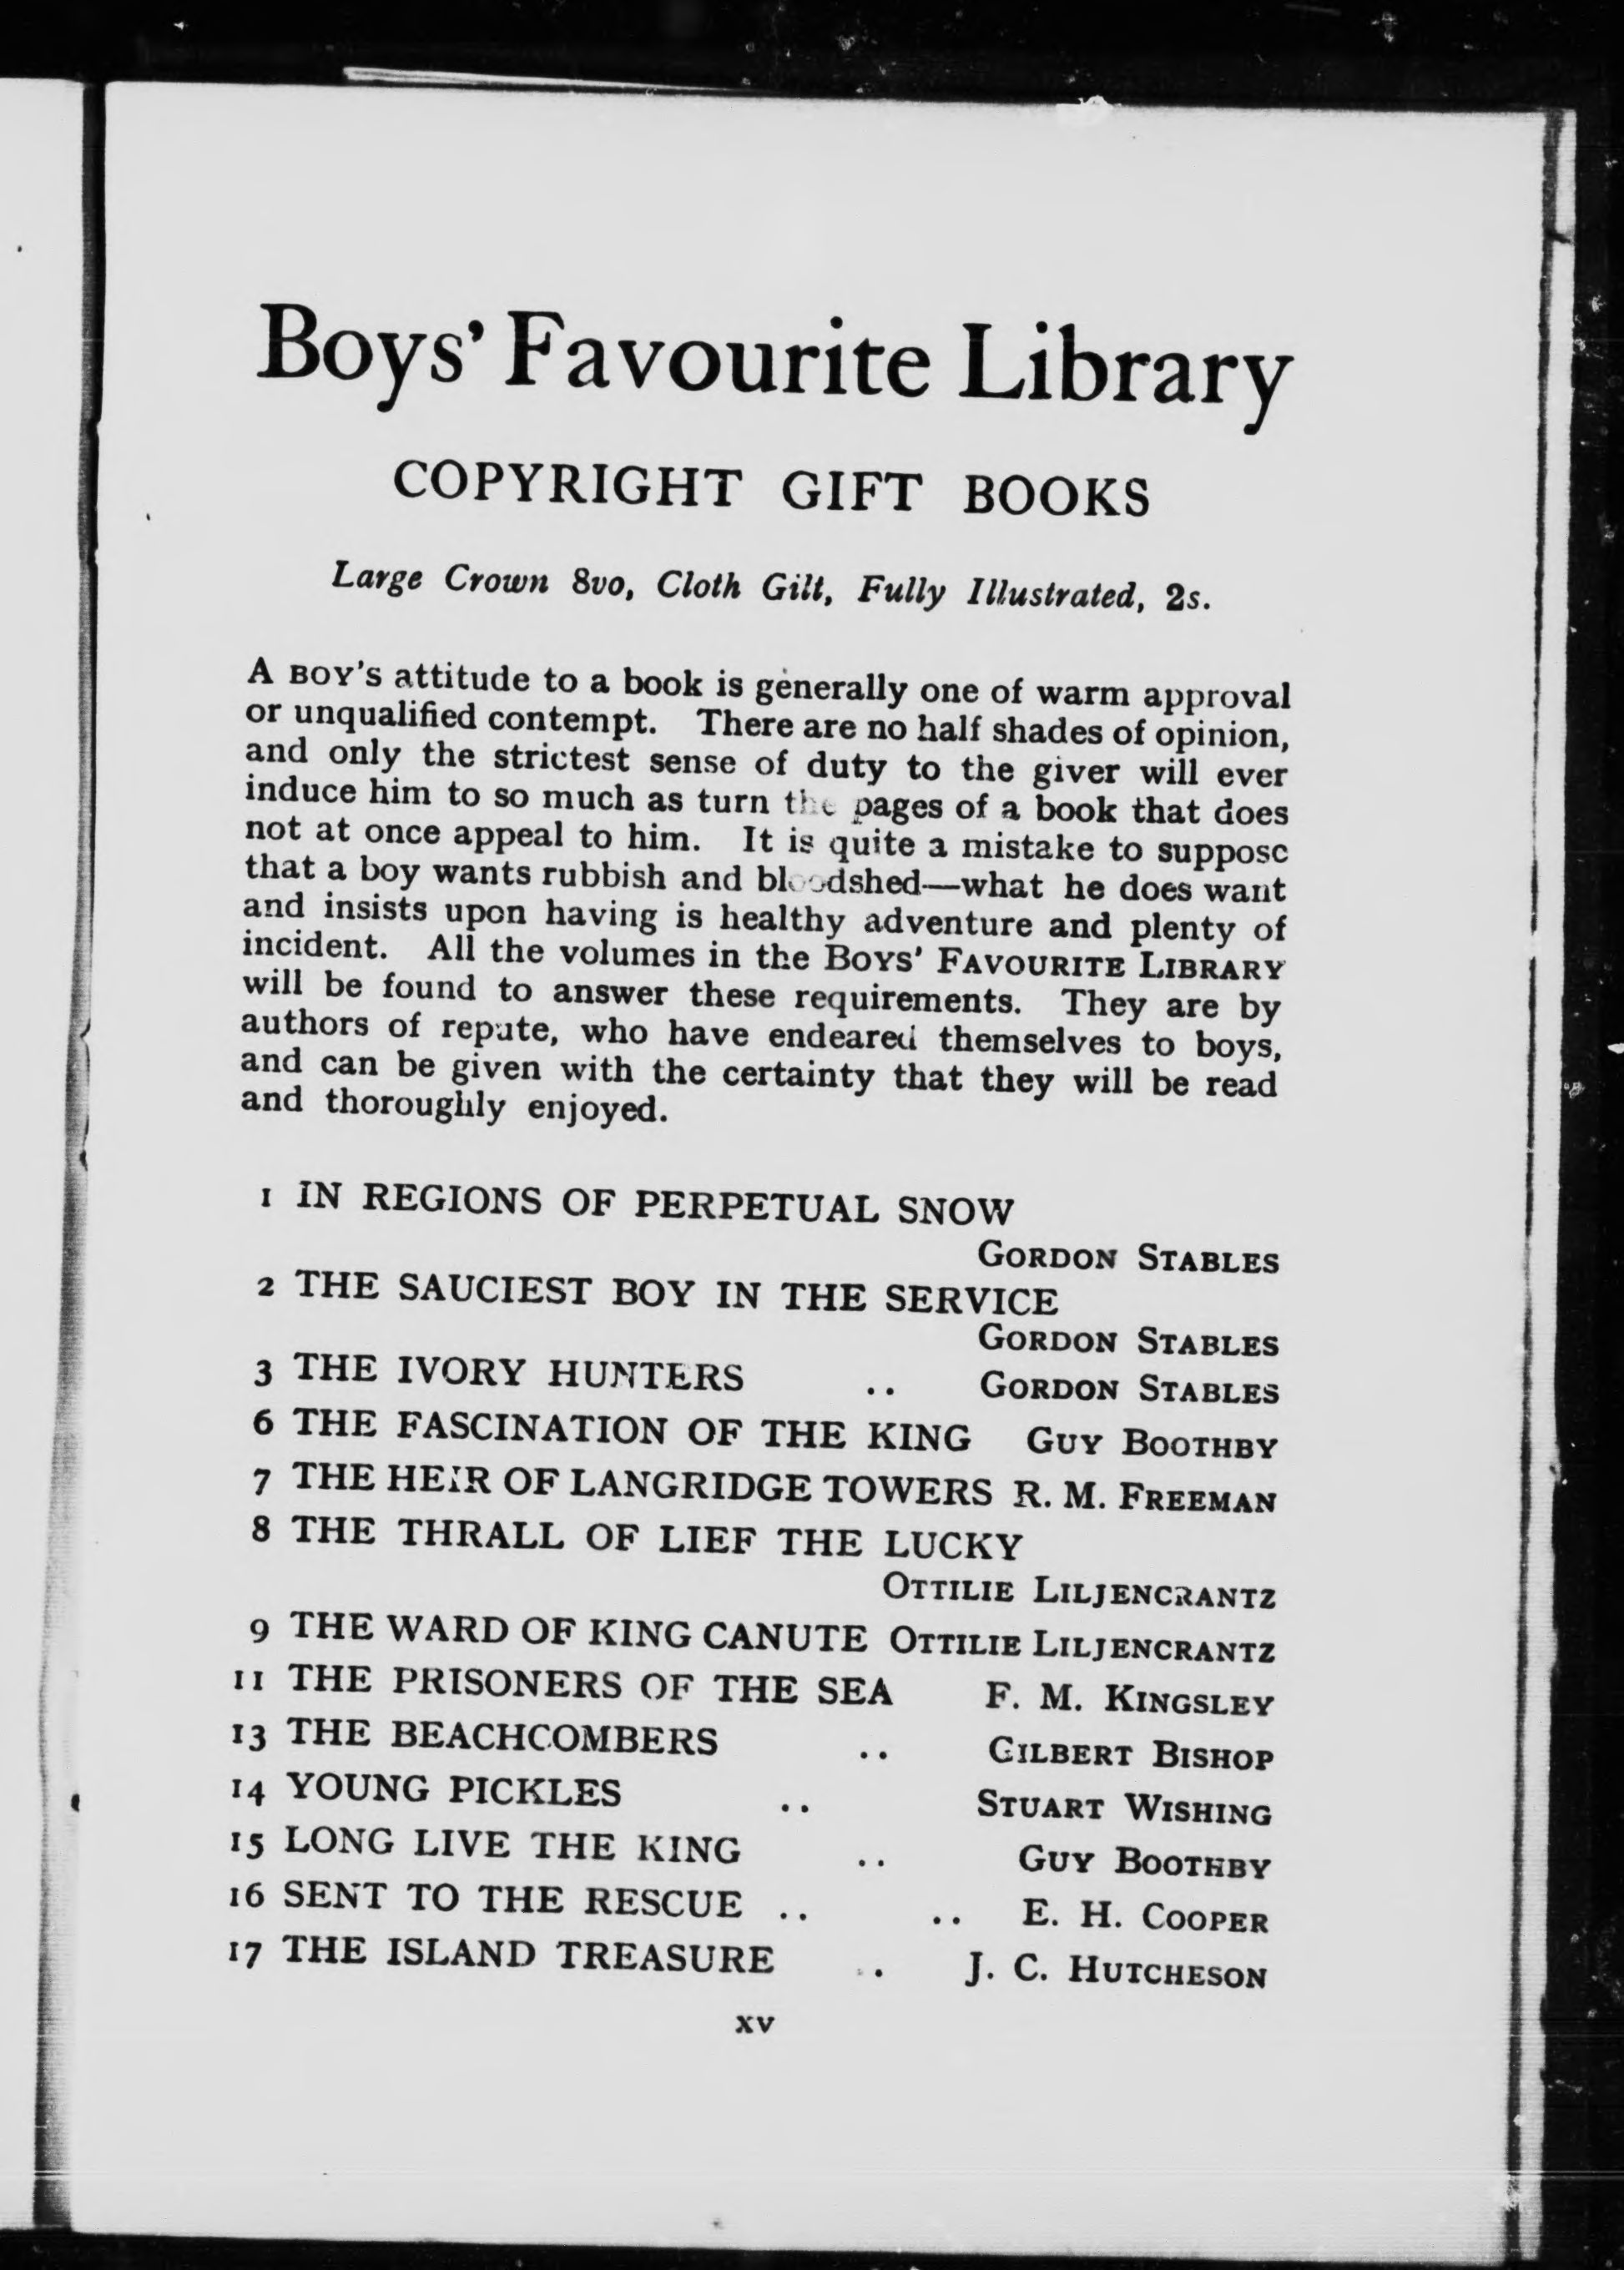 Boys' Favourite Library
COPYRIGHT GIFT BOOKS
Large Crown 8vo, Cloth Gilt, Fully Illustrated, 2s.
A BOY'S attitude to a book is generally one of warm approval
or unqualified contempt. There are no half shades of opinion,
and only the strictest sense of duty to the giver will ever
induce him to so much as turn the pages of a book that does
not at once appeal to him. It is quite a mistake to suppose
that a boy wants rubbish and bloodshed—what he does want
and insists upon having is healthy adventure and plenty of
incident. All the volumes in the BOYS' FAVOURITE LIBRARY
will be found to answer these requirements. They are by
authors of repute, who have endeared themselves to boys,
and can be given with the certainty that they will be read
and thoroughly enjoyed.
1 IN REGIONS OF PERPETUAL SNOW
GORDON STABLES
2 THE SAUCIEST BOY IN THE SERVICE
GORDON STABLES
3 THE IVORY HUNTERS .. GORDON STABLES
6 THE FASCINATION OF THE KING GUY BOOTHBY
7 THE HEIR OF LANGRIDGE TOWERS R. M. FREEMAN
8 THE THRALL OF LIEF THE LUCKY
OTTILIE LILJENCRANTZ
9 THE WARD OF KING CANUTE OTTILIE LILJENCRANTZ
11 THE PRISONERS OF THE SEA F. M. KINGSLEY
13 THE BEACHCOMBERS .. GILBERT BISHOP
14 YOUNG PICKLES .. STUART WISHING
15 LONG LIVE THE KING .. GUY BOOTHBY
16 SENT TO THE RESCUE .. .. E. H. COOPER
17 THE ISLAND TREASURE .. J. C. HUTCHESON
xv